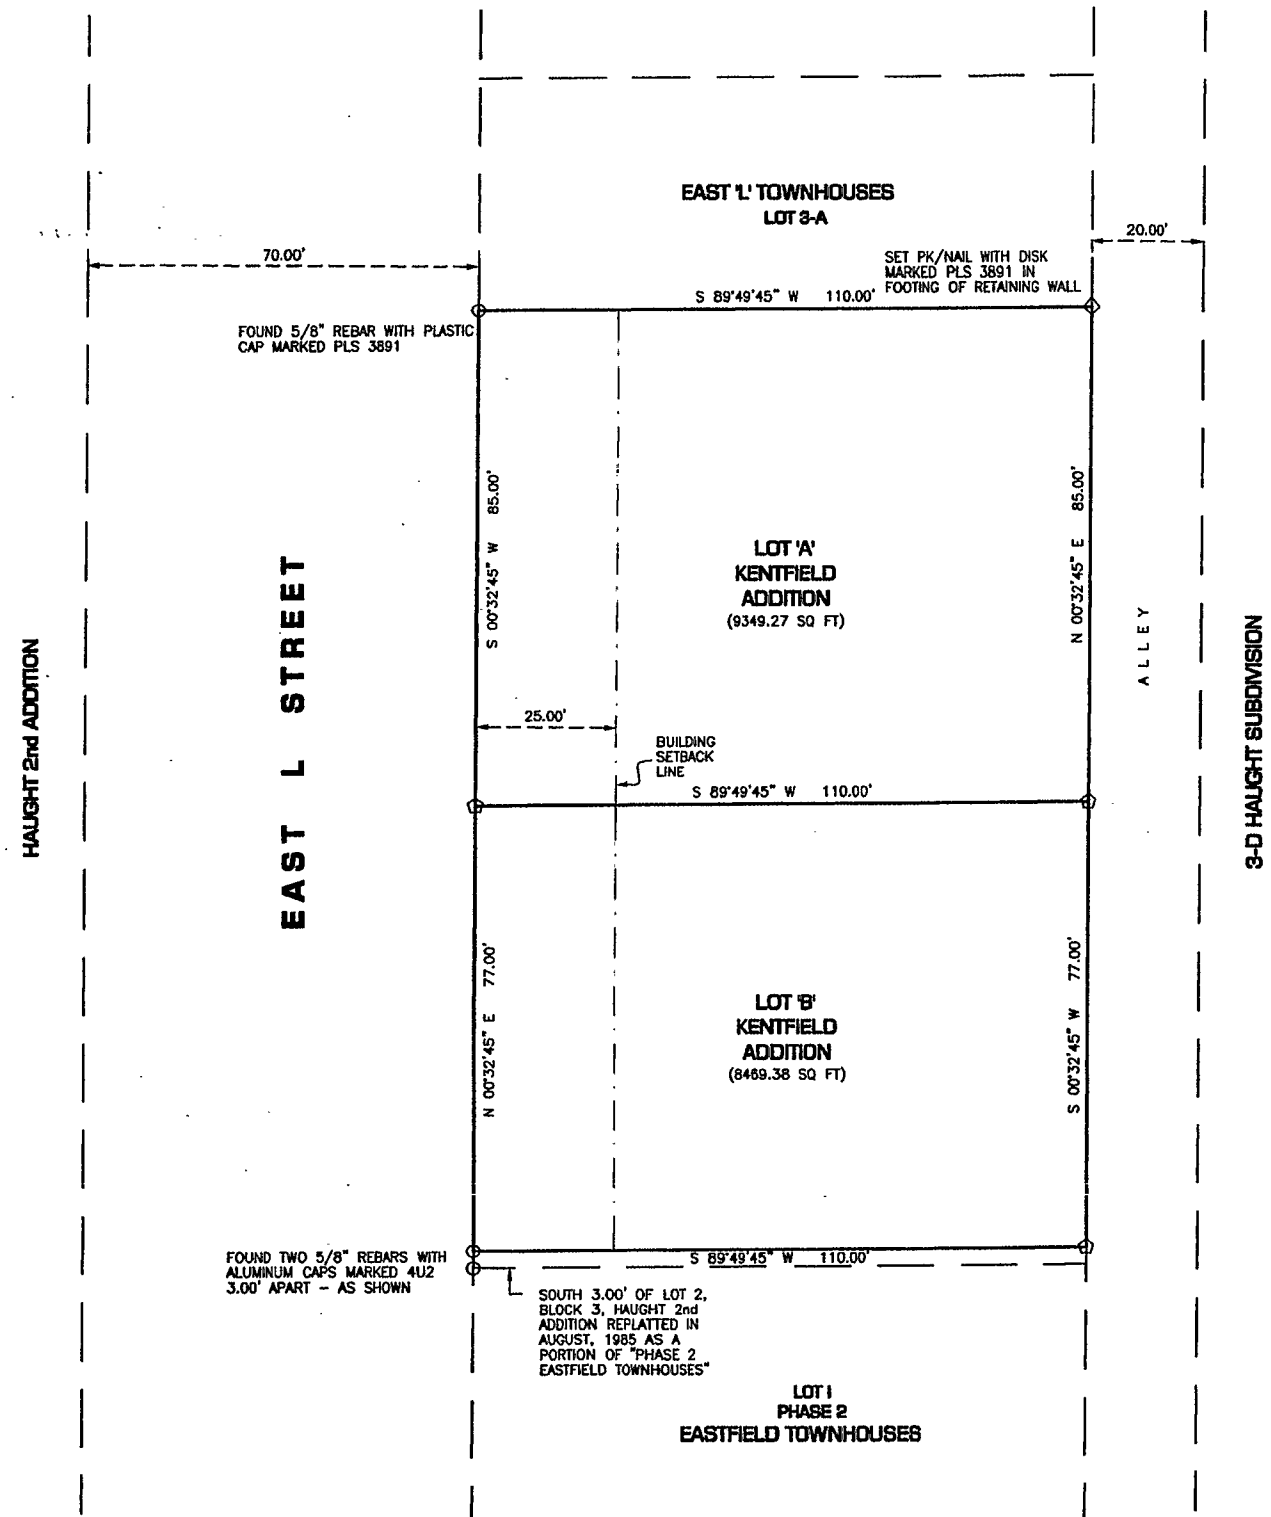 EAST 'L' TOWNHOUSES
LOT 3-A
70.00'
20.00'
SET PK/NAIL WITH DISK
MARKED PLS 3891 IN
FOOTING OF RETAINING WALL
S 89°49'45" W 110.00'
FOUND 5/8" REBAR WITH PLASTIC
CAP MARKED PLS 3891
S 00°32'45" W 85.00'
N 00°32'45" E 85.00'
LOT 'A'
KENTFIELD
ADDITION
(9349.27 SQ FT)
HAUGHT 2nd ADDITION
EAST L STREET
ALLEY
3-D HAUGHT SUBDIVISION
25.00'
BUILDING
SETBACK
LINE
S 89°49'45" W 110.00'
N 00°32'45" E 77.00'
S 00°32'45" W 77.00'
LOT 'B'
KENTFIELD
ADDITION
(8469.38 SQ FT)
S 89°49'45" W 110.00'
FOUND TWO 5/8" REBARS WITH
ALUMINUM CAPS MARKED 4U2
3.00' APART - AS SHOWN
SOUTH 3.00' OF LOT 2,
BLOCK 3, HAUGHT 2nd
ADDITION REPLATTED IN
AUGUST, 1985 AS A
PORTION OF "PHASE 2
EASTFIELD TOWNHOUSES"
LOT 1
PHASE 2
EASTFIELD TOWNHOUSES